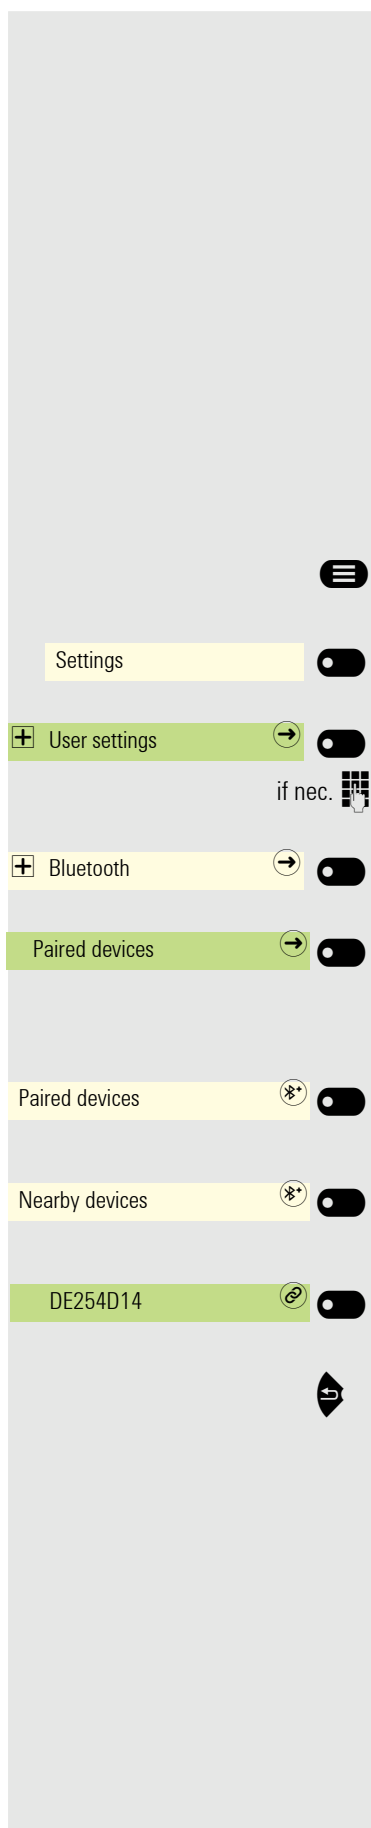 Settings
User settings
if nec.
Bluetooth
Paired devices
Paired devices
Nearby devices
DE254D14